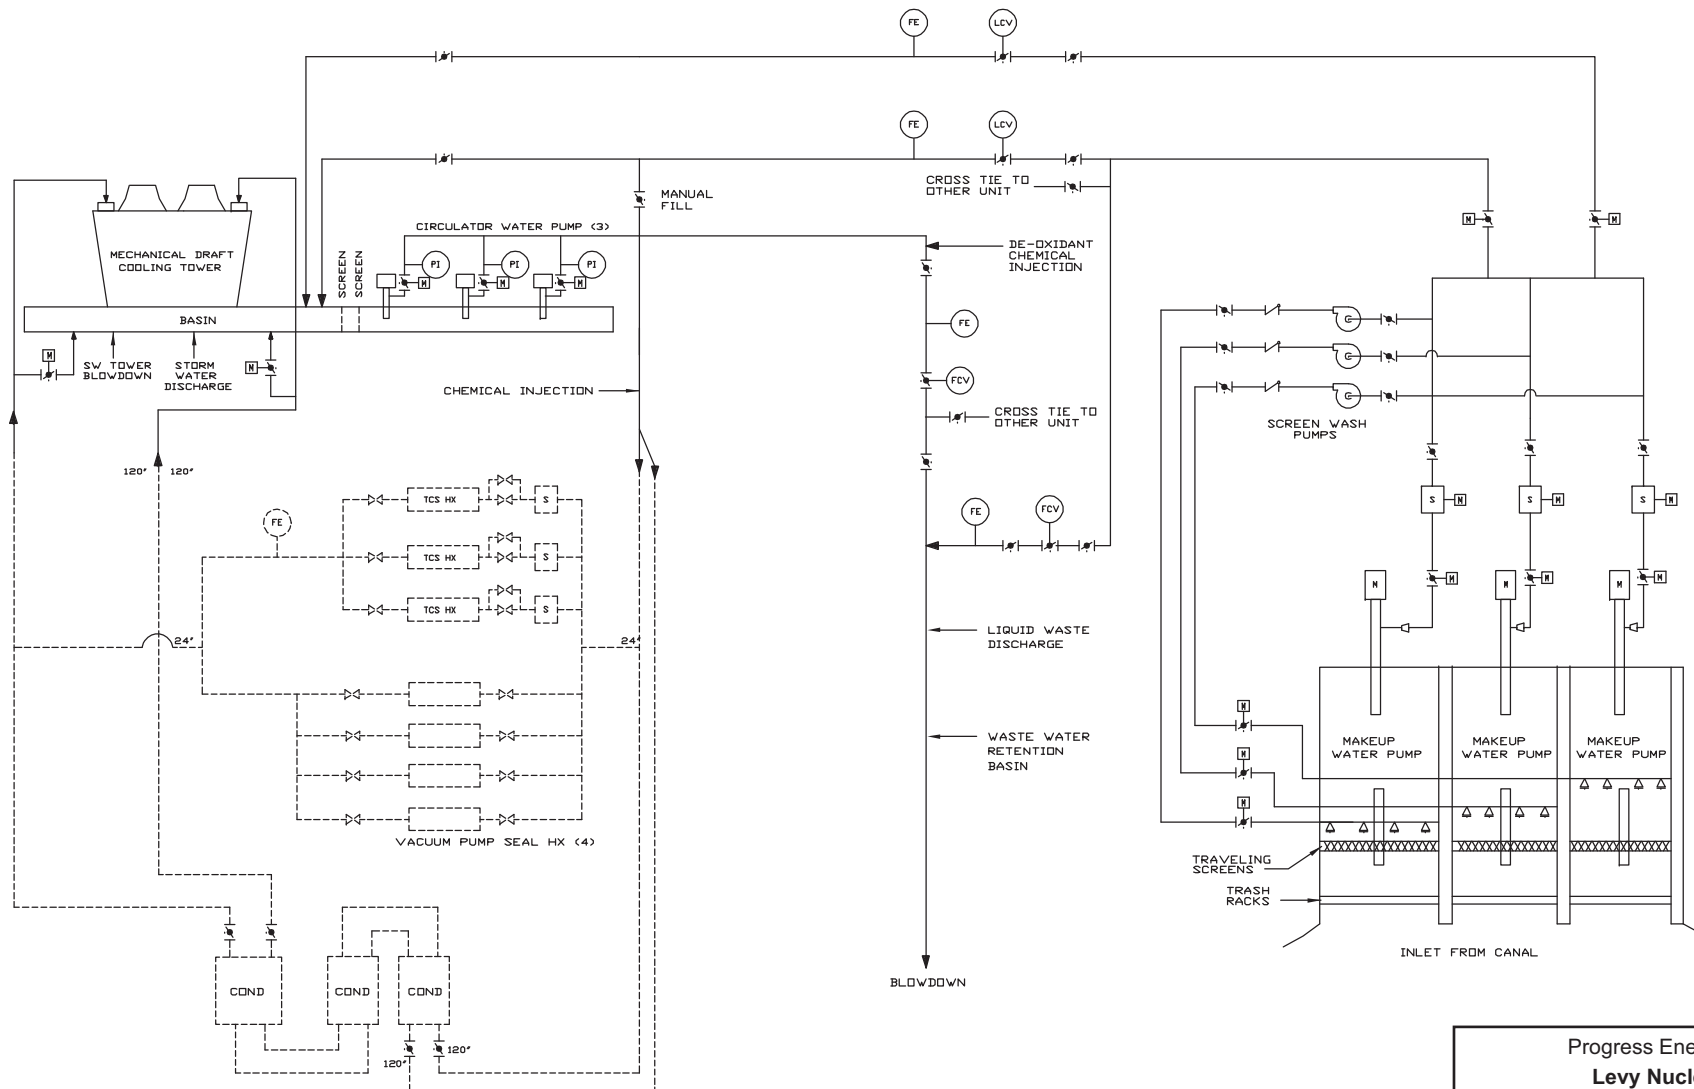 FE
LCV
FE
LCV
CROSS TIE TO
OTHER UNIT
MANUAL
FILL
M
M
CIRCULATOR WATER PUMP (3)
DE-OXIDANT
CHEMICAL
INJECTION
MECHANICAL DRAFT
COOLING TOWER
SCREEN
SCREEN
PI
PI
PI
M
M
M
BASIN
FE
C
C
C
M
SW TOWER
BLOWDOWN
STORM
WATER
DISCHARGE
M
CHEMICAL INJECTION
FCV
CROSS TIE TO
OTHER UNIT
SCREEN WASH
PUMPS
120"
120"
TCS HX
S
FE
TCS HX
S
TCS HX
S
FE
FCV
S
M
S
M
S
M
M
M
M
M
M
M
24"
24"
LIQUID WASTE
DISCHARGE
WASTE WATER
RETENTION
BASIN
M
M
M
MAKEUP
WATER PUMP
MAKEUP
WATER PUMP
MAKEUP
WATER PUMP
VACUUM PUMP SEAL HX (4)
TRAVELING
SCREENS
TRASH
RACKS
INLET FROM CANAL
BLOWDOWN
COND
COND
COND
120"
120"
Progress Ene
Levy Nucl